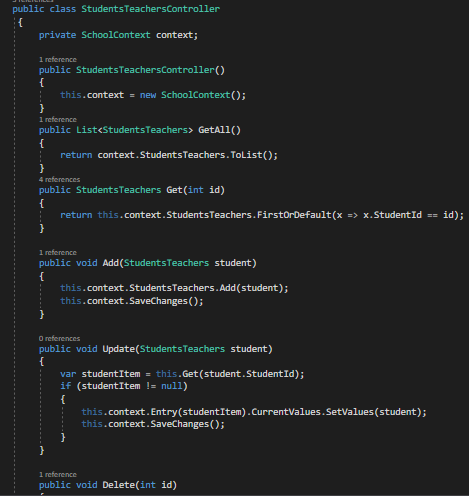 5 references
public class StudentsTeachersController
{
private SchoolContext context;
1 reference
public StudentsTeachersController()
{
this.context = new SchoolContext();
}
1 reference
public List<StudentsTeachers> GetAll()
{
return context.StudentsTeachers.ToList();
}
4 references
public StudentsTeachers Get(int id)
{
return this.context.StudentsTeachers.FirstOrDefault(x => x.StudentId == id);
}
1 reference
public void Add(StudentsTeachers student)
{
this.context.StudentsTeachers.Add(student);
this.context.SaveChanges();
}
0 references
public void Update(StudentsTeachers student)
{
var studentItem = this.Get(student.StudentId);
if (studentItem != null)
{
this.context.Entry(studentItem).CurrentValues.SetValues(student);
this.context.SaveChanges();
}
}
1 reference
public void Delete(int id)
{